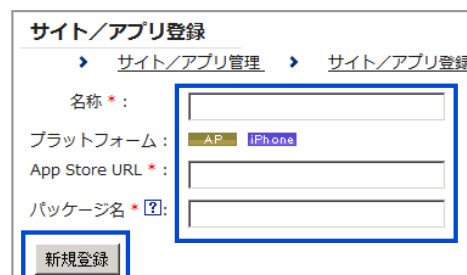 サイト／アプリ登録
サイト／アプリ管理 サイト／アプリ登録
名称 * :
プラットフォーム : AP iPhone
App Store URL * :
パッケージ名 * ? :
新規登録